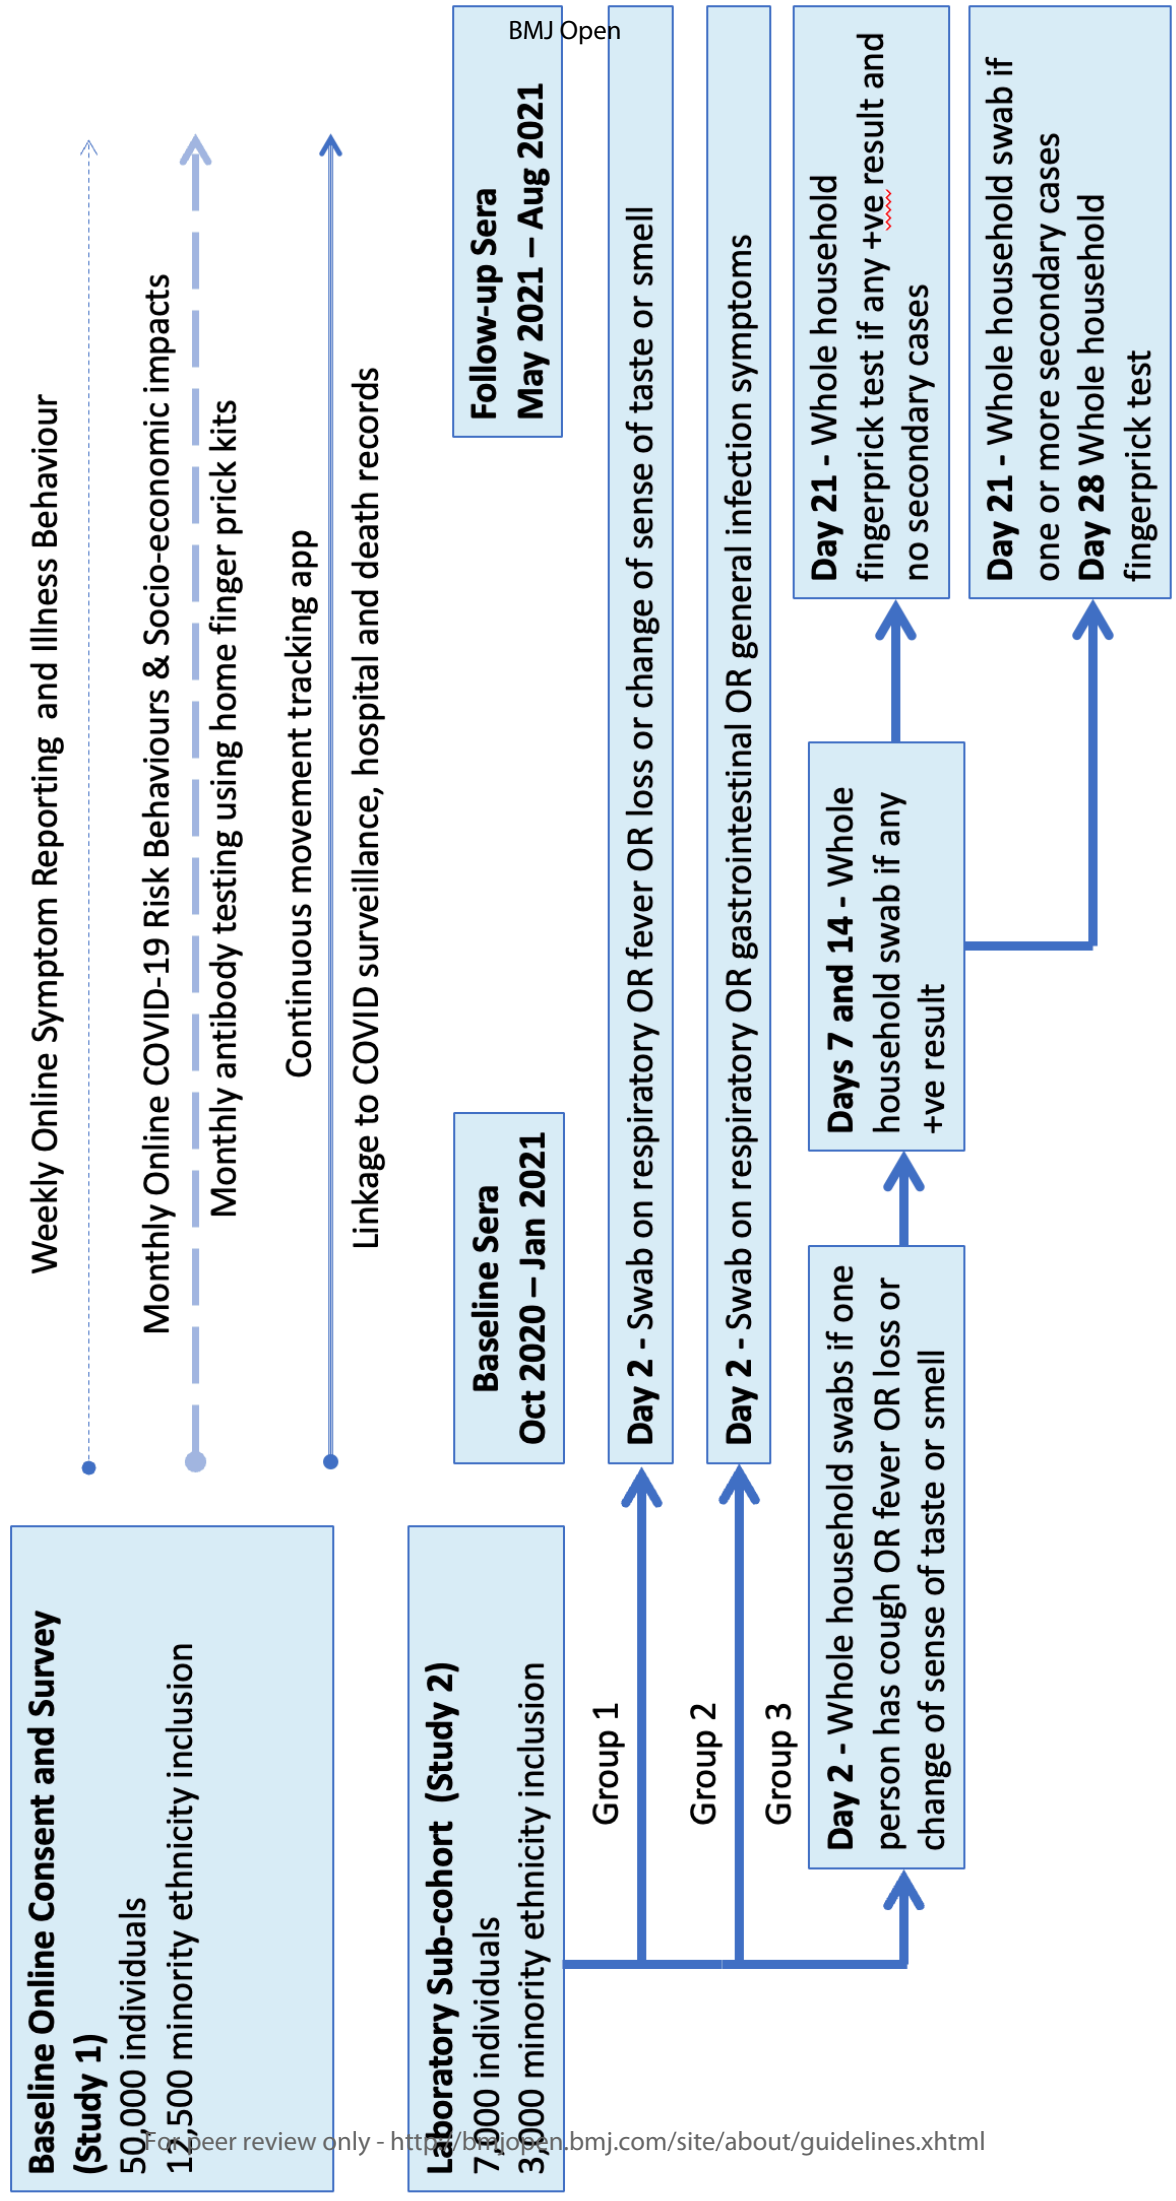 BMJ Open
Baseline Online Consent and Survey
(Study 1)
50,000 individuals
12,500 minority ethnicity inclusion
Weekly Online Symptom Reporting and Illness Behaviour
Monthly Online COVID-19 Risk Behaviours & Socio-economic impacts
Monthly antibody testing using home finger prick kits
Continuous movement tracking app
Linkage to COVID surveillance, hospital and death records
Laboratory Sub-cohort (Study 2)
7,000 individuals
3,000 minority ethnicity inclusion
Baseline Sera
Oct 2020 – Jan 2021
Follow-up Sera
May 2021 – Aug 2021
Group 1
Day 2 - Swab on respiratory OR fever OR loss or change of sense of taste or smell
Group 2
Day 2 - Swab on respiratory OR gastrointestinal OR general infection symptoms
Group 3
Day 2 - Whole household swabs if one
person has cough OR fever OR loss or
change of sense of taste or smell
Days 7 and 14 - Whole
household swab if any
+ve result
Day 21 - Whole household
fingerprick test if any +ve result and
no secondary cases
Day 21 - Whole household swab if
one or more secondary cases
Day 28 Whole household
fingerprick test
For peer review only - http://bmjopen.bmj.com/site/about/guidelines.xhtml